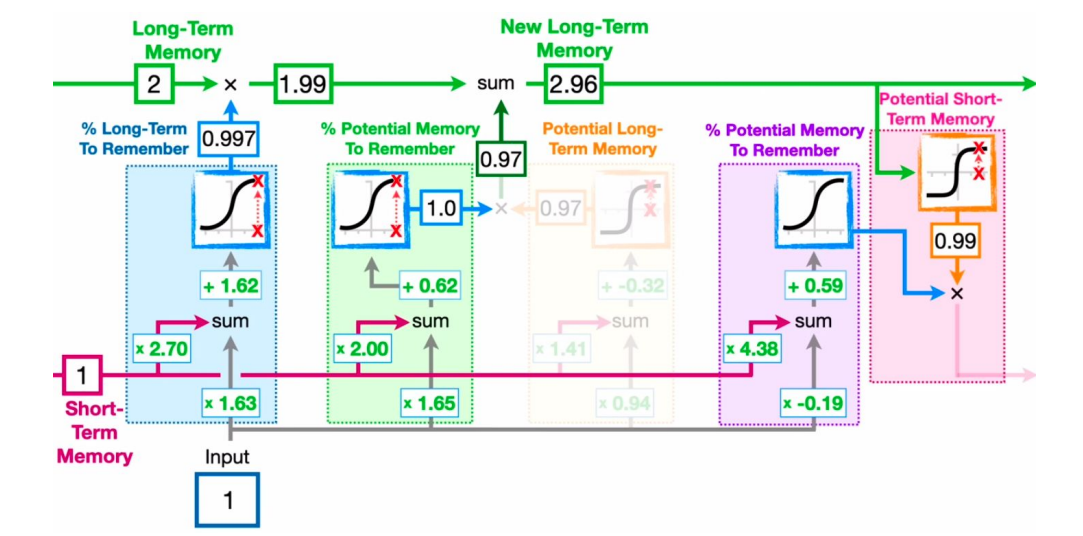 Long-Term
Memory
New Long-Term
Memory
2
×
1.99
sum
2.96
Potential Short-
Term Memory
% Long-Term
To Remember
0.997
% Potential Memory
To Remember
0.97
Potential Long-
Term Memory
% Potential Memory
To Remember
X
X
X
X
X
X
X
X
1.0
×
0.97
0.99
+ 1.62
+ 0.62
+ -0.32
+ 0.59
×
sum
sum
sum
sum
x 2.70
x 2.00
x 1.41
x 4.38
1
Short-
Term
Memory
x 1.63
x 1.65
x 0.94
x -0.19
Input
1